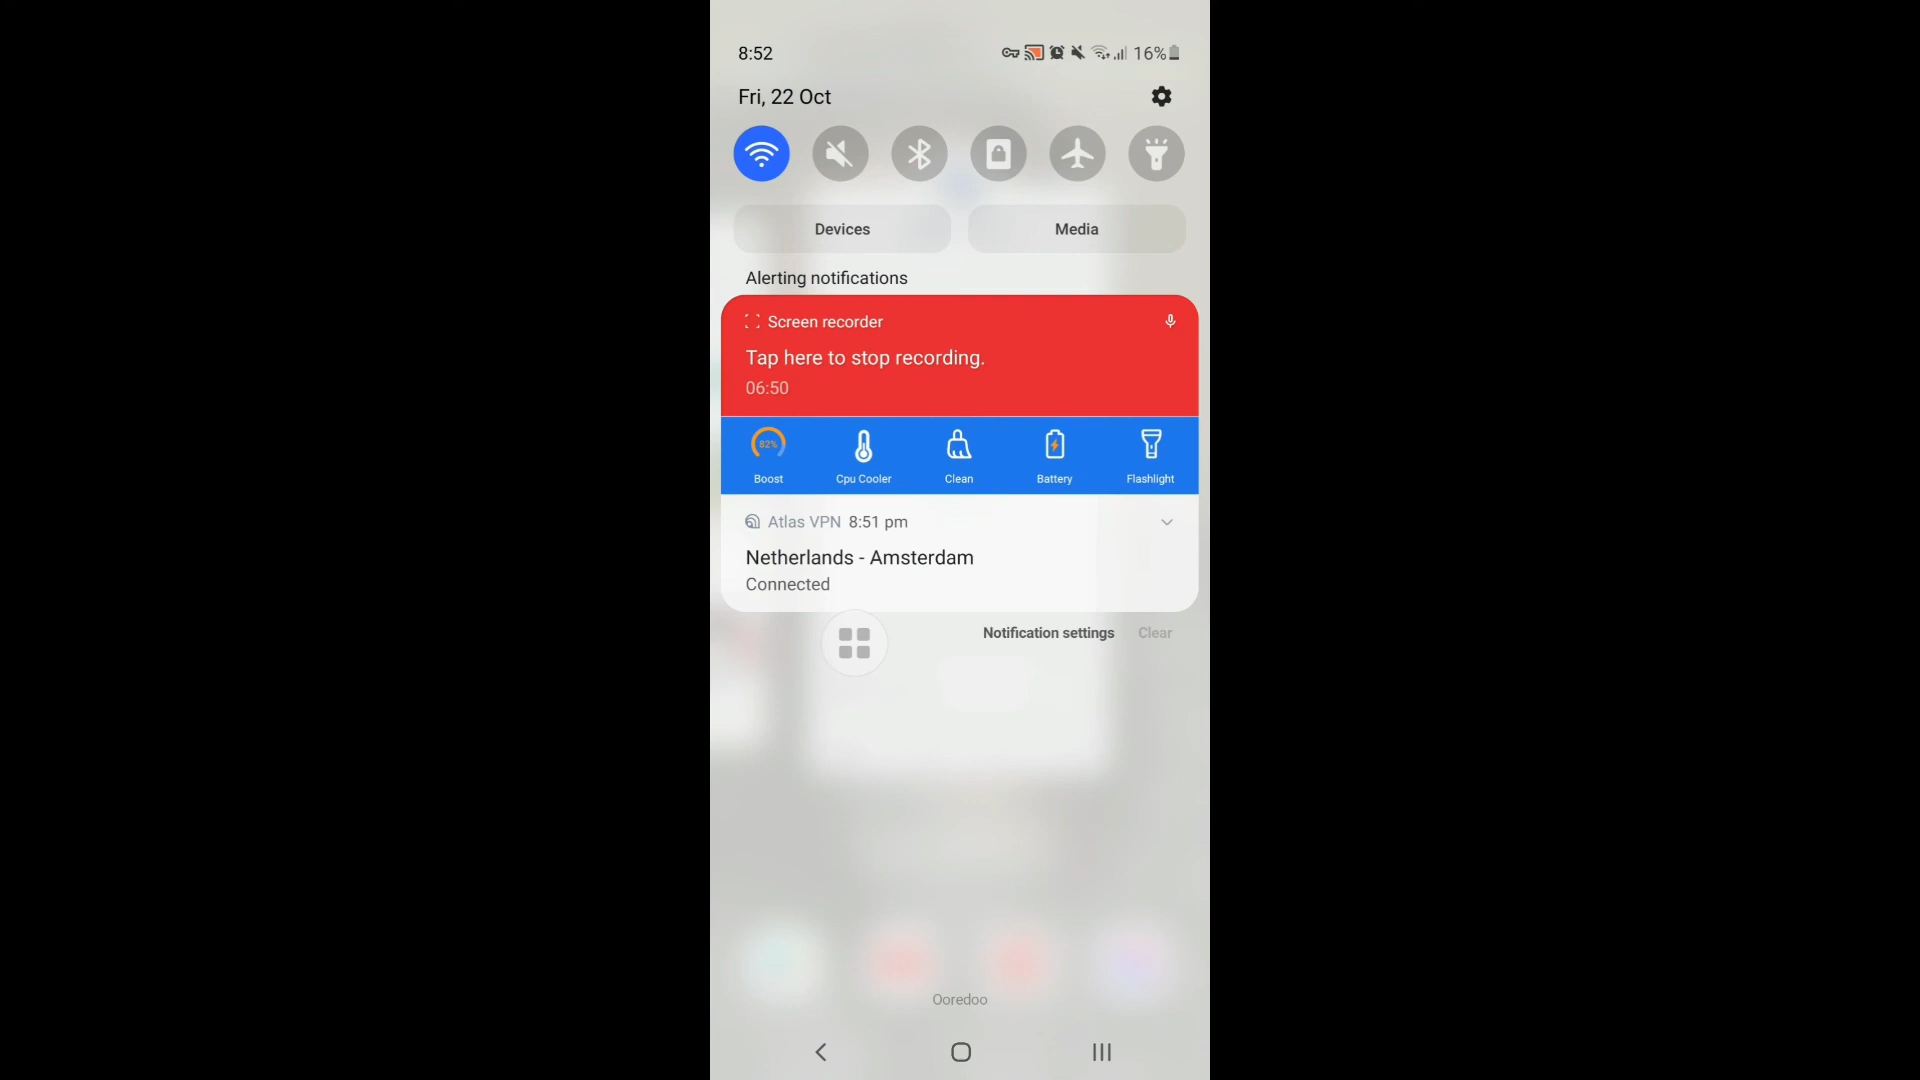 8:52 16%
Fri, 22 Oct
Devices Media
Alerting notifications
Screen recorder
Tap here to stop recording.
06:50
82%
Boost Cpu Cooler Clean Battery Flashlight
Atlas VPN 8:51 pm
Netherlands - Amsterdam
Connected
Notification settings Clear
Ooredoo